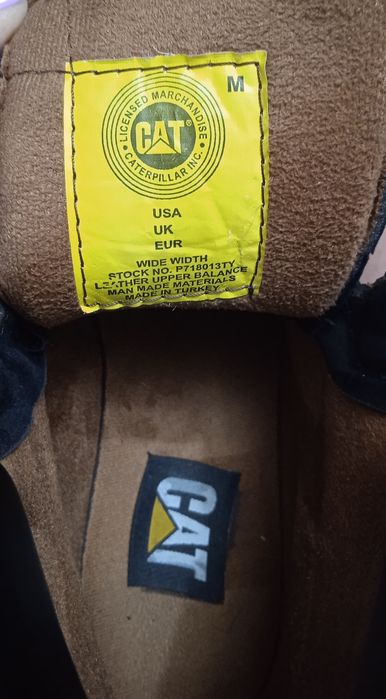 M
LICENSED MARCHANDISE
CAT®
CATERPILLAR INC.
USA
UK
EUR
WIDE WIDTH
STOCK NO. P718013TY
LEATHER UPPER BALANCE
MAN MADE MATERIALS
MADE IN TURKEY
CAT